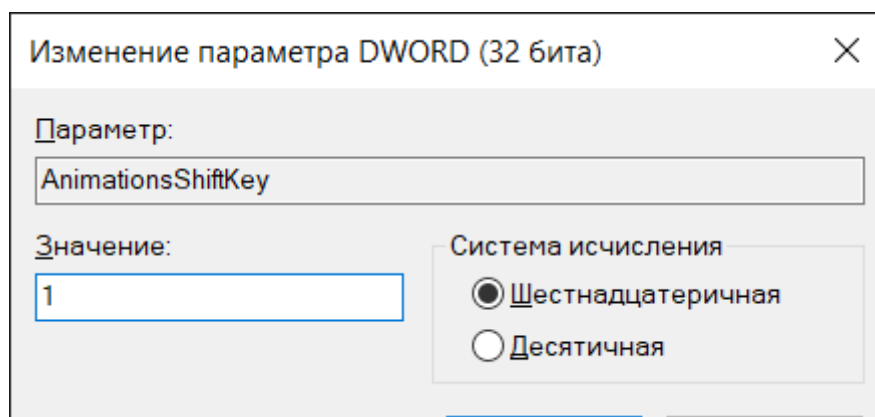 Изменение параметра DWORD (32 бита)
Параметр:
AnimationsShiftKey
Значение:
1
Система исчисления
Шестнадцатеричная
Десятичная